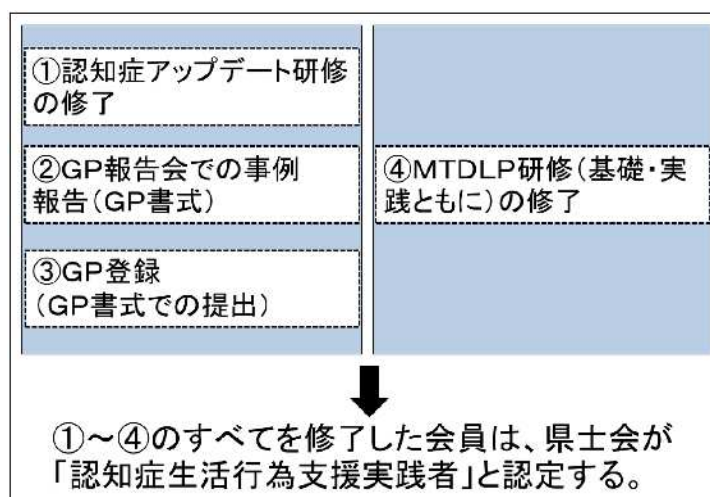 ①認知症アップデート研修
の修了
②GP報告会での事例
報告(GP書式)
③GP登録
(GP書式での提出)
④MTDLP研修(基礎・実
践ともに)の修了
①～④のすべてを修了した会員は、県士会が
「認知症生活行為支援実践者」と認定する。